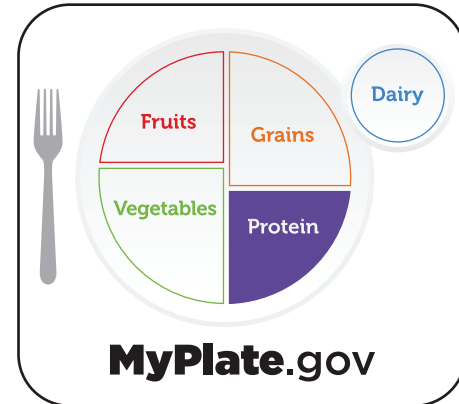 Dairy
Fruits
Grains
Vegetables
Protein
MyPlate.gov